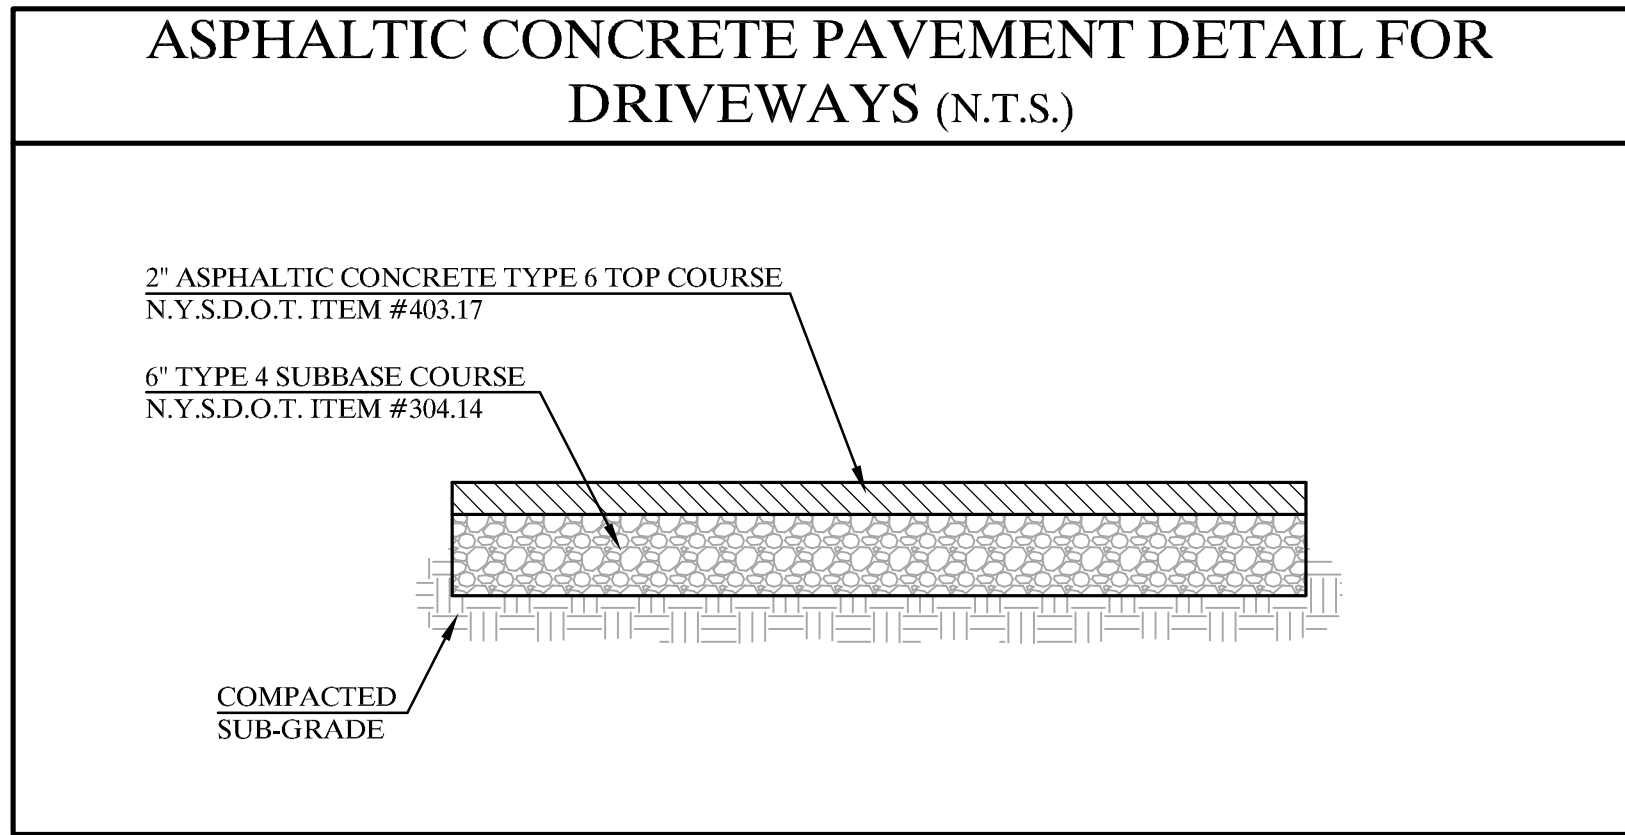 ASPHALTIC CONCRETE PAVEMENT DETAIL FOR
DRIVEWAYS (N.T.S.)
2" ASPHALTIC CONCRETE TYPE 6 TOP COURSE
N.Y.S.D.O.T. ITEM #403.17
6" TYPE 4 SUBBASE COURSE
N.Y.S.D.O.T. ITEM #304.14
COMPACTED
SUB-GRADE